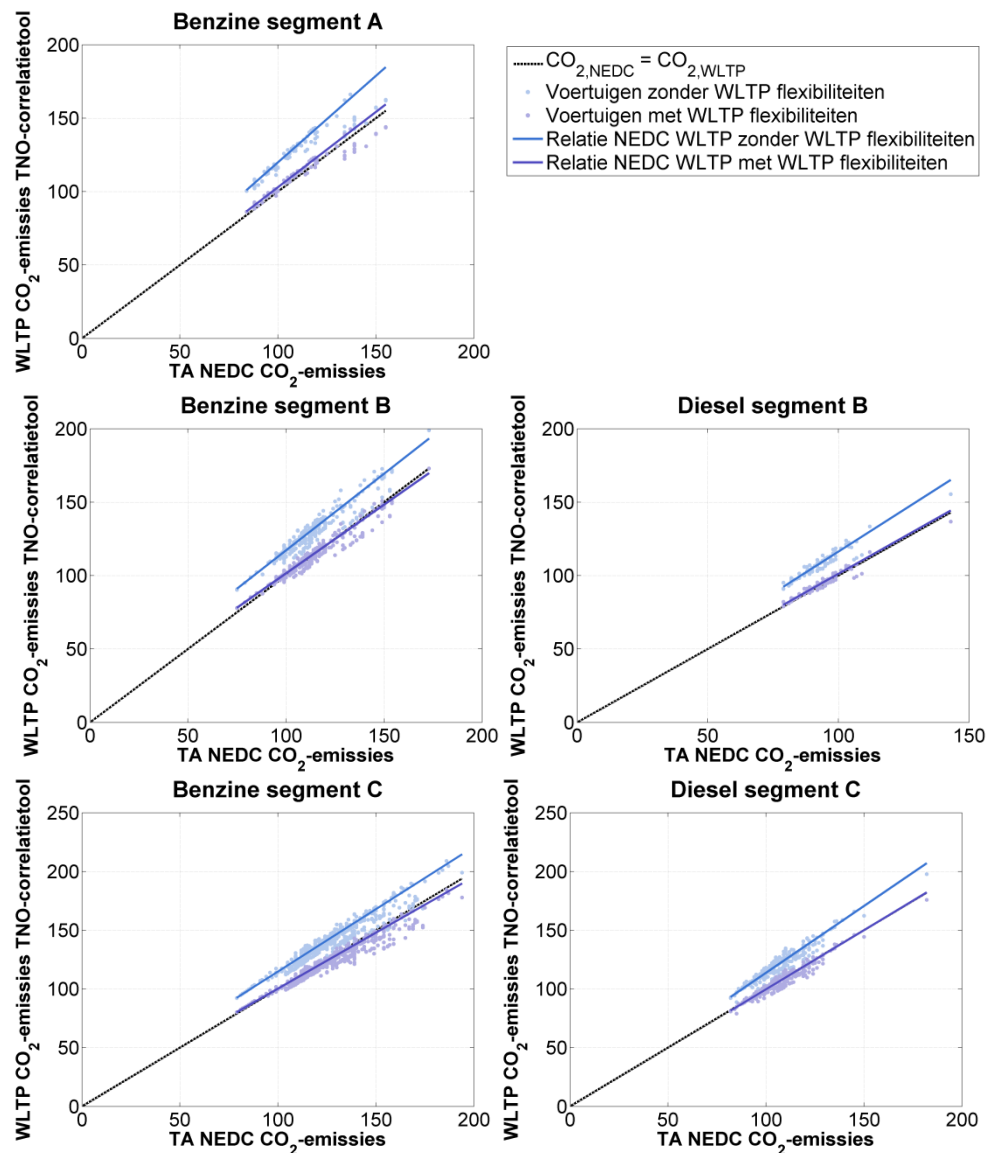 Benzine segment A
WLTP CO₂-emissies TNO-correlatietool
200
150
100
50
0
0 50 100 150 200
TA NEDC CO₂-emissies
CO₂,NEDC = CO₂,WLTP
Voertuigen zonder WLTP flexibiliteiten
Voertuigen met WLTP flexibiliteiten
Relatie NEDC WLTP zonder WLTP flexibiliteiten
Relatie NEDC WLTP met WLTP flexibiliteiten
Benzine segment B
WLTP CO₂-emissies TNO-correlatietool
200
150
100
50
0
0 50 100 150 200
TA NEDC CO₂-emissies
Diesel segment B
WLTP CO₂-emissies TNO-correlatietool
200
150
100
50
0
0 50 100 150
TA NEDC CO₂-emissies
Benzine segment C
WLTP CO₂-emissies TNO-correlatietool
250
200
150
100
50
0
0 50 100 150 200
TA NEDC CO₂-emissies
Diesel segment C
WLTP CO₂-emissies TNO-correlatietool
250
200
150
100
50
0
0 50 100 150 200
TA NEDC CO₂-emissies